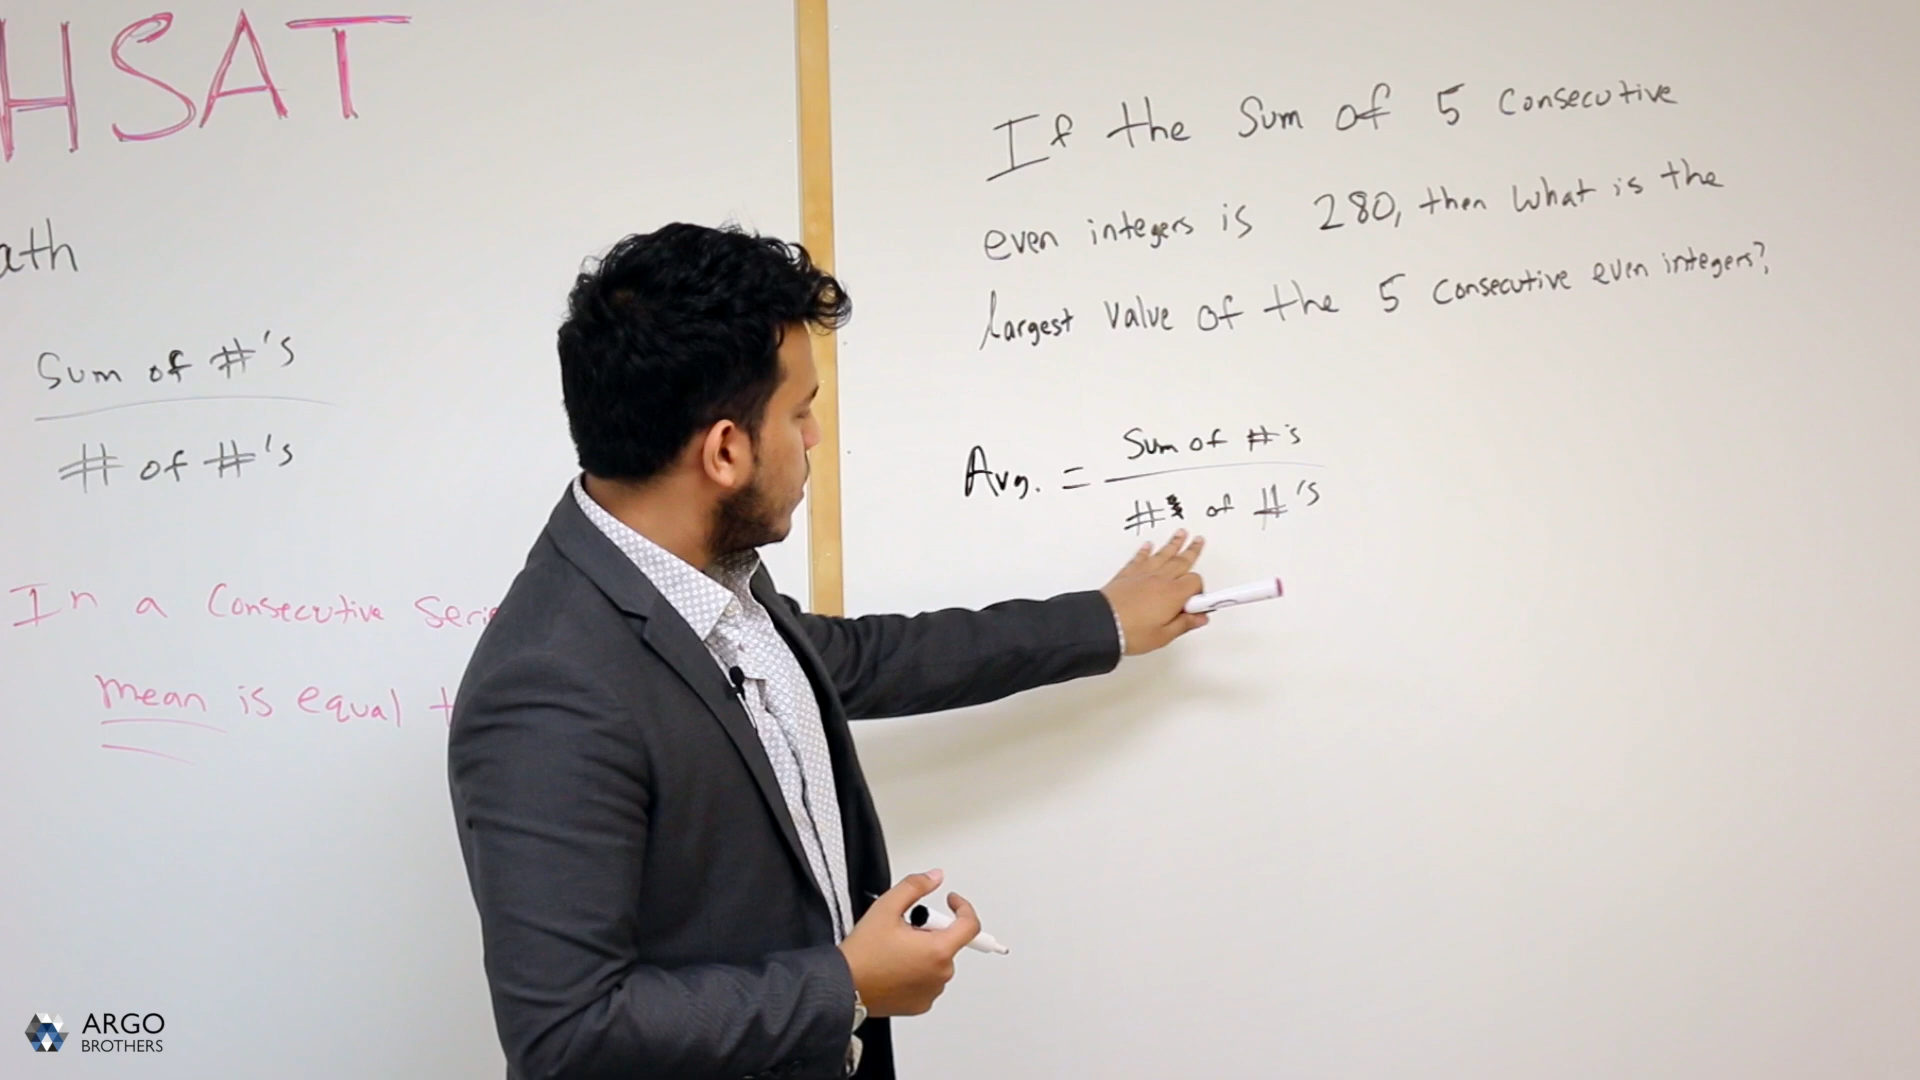 HSAT
ath
Sum of #'s
# of #'s
In a Consecutive Serie
mean is equal t
If the Sum of 5 Consecutive
even integers is 280, then What is the
largest Value of the 5 Consecutive even integers?
Avg. = Sum of #'s
# of #'s
ARGO
BROTHERS